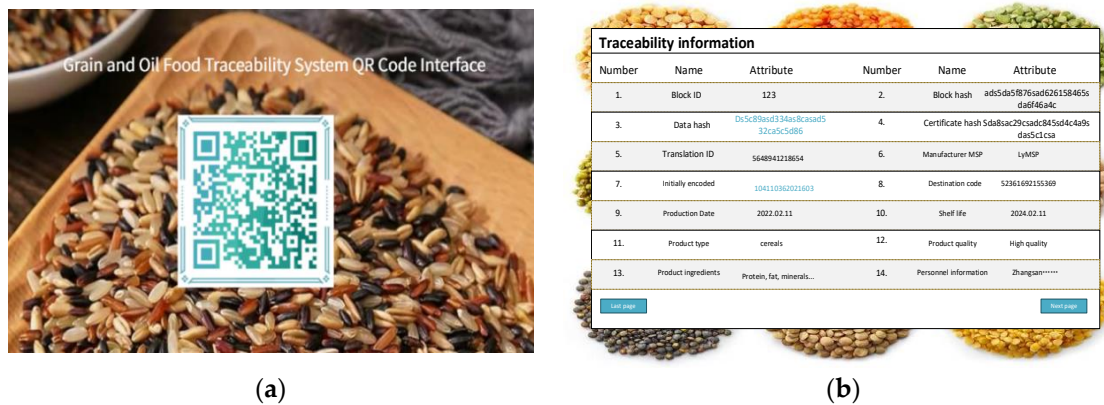 Grain and Oil Food Traceability System QR Code Interface
(a)
Traceability information
Number Name Attribute Number Name Attribute
1. Block ID 123 2. Block hash ads5da5f876sad626158465s
da6f46a4c
3. Data hash Ds5c89asd334as8casad5
32ca5c5d86
4. Certificate hash Sda8sac29csadc845sd4c4a9s
das5c1csa
5. Translation ID 5648941218654 6. Manufacturer MSP LyMSP
7. Initially encoded 104110362021603 8. Destination code 52361692155369
9. Production Date 2022.02.11 10. Shelf life 2024.02.11
11. Product type cereals 12. Product quality High quality
13. Product ingredients Protein, fat, minerals... 14. Personnel information Zhangsan······
Last page Next page
(b)